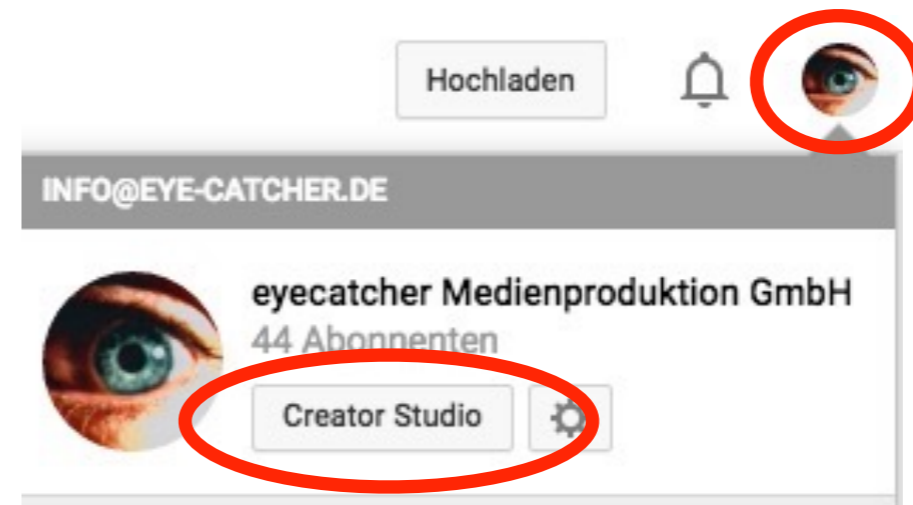 Hochladen
INFO@EYE-CATCHER.DE
eyecatcher Medienproduktion GmbH
44 Abonnenten
Creator Studio